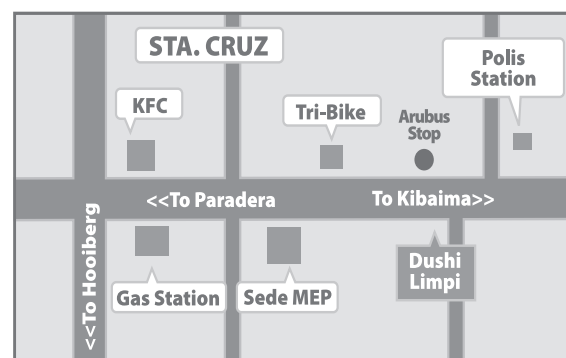 STA. CRUZ
Polis
Station
KFC
Tri-Bike
Arubus
Stop
<<To Paradera
To Kibaima>>
<<To Hooiberg
Gas Station
Sede MEP
Dushi
Limpi